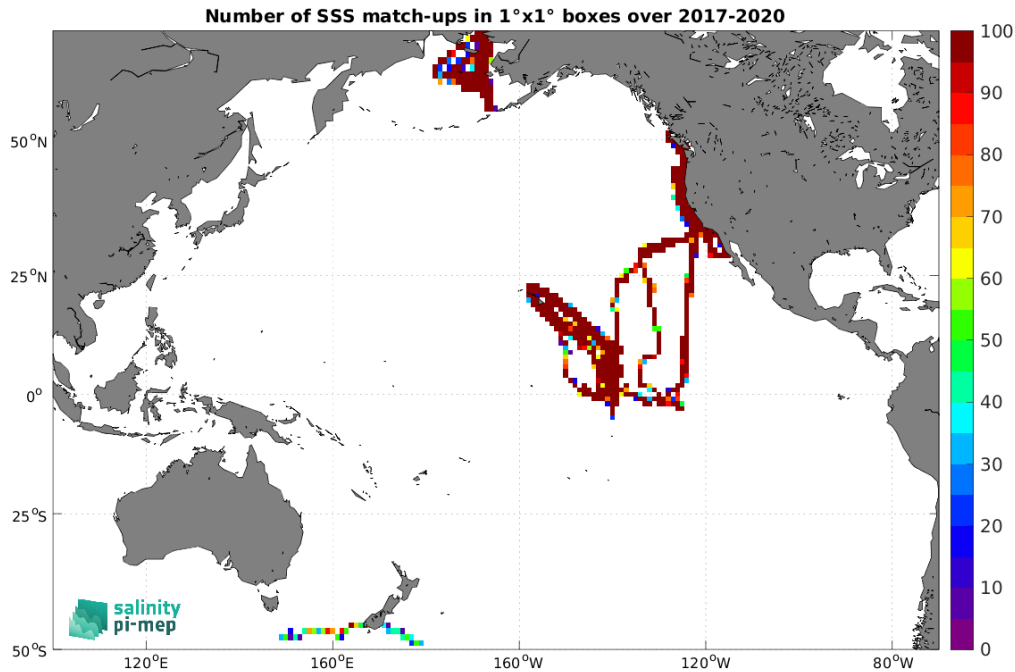 Number of SSS match-ups in 1°x1° boxes over 2017-2020
50°N
25°N
0°
25°S
50°S
120°E
160°E
160°W
120°W
80°W
100
90
80
70
60
50
40
30
20
10
0
salinity
pi-mep